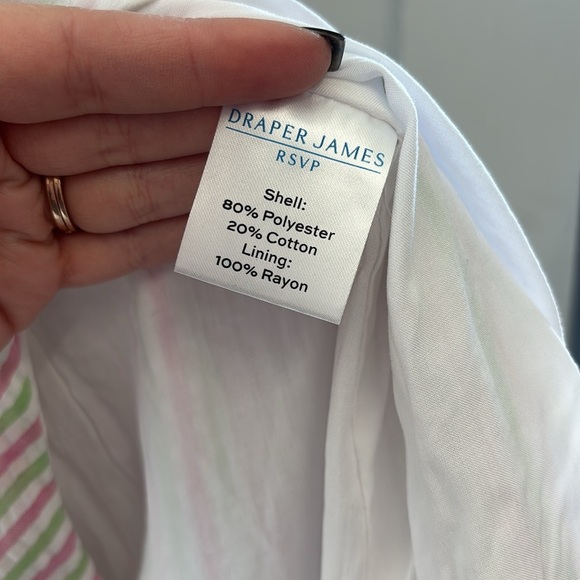 DRAPER JAMES
RSVP
Shell:
80% Polyester
20% Cotton
Lining:
100% Rayon